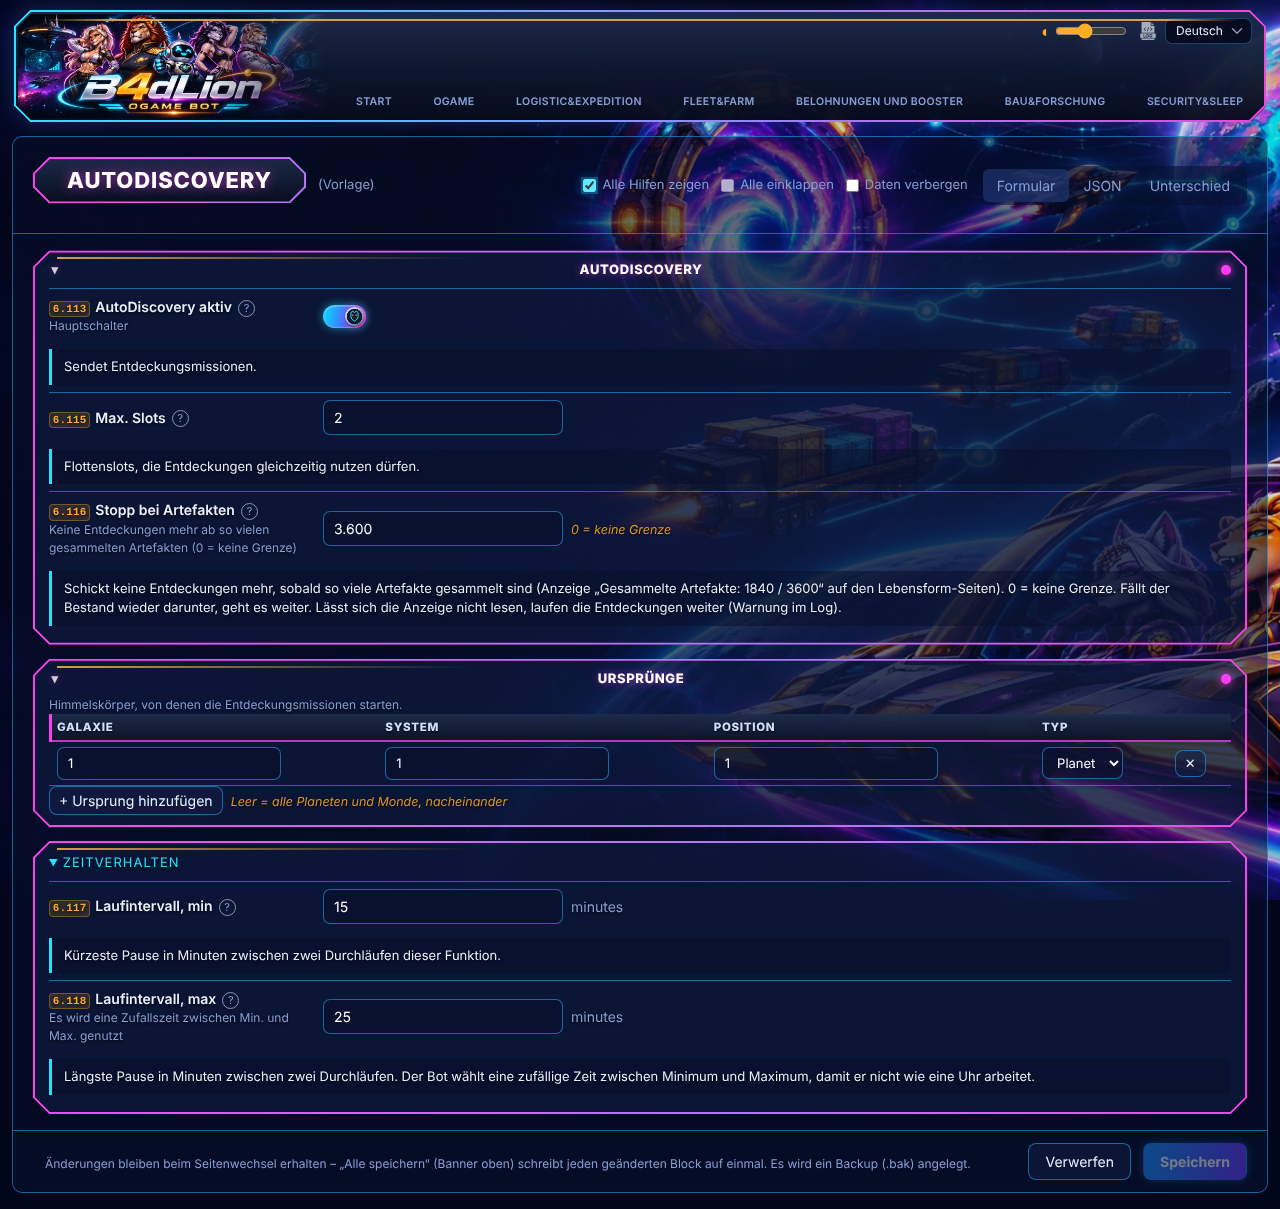 B4dLion
OGAME BOT
Deutsch
START
OGAME
LOGISTIC&EXPEDITION
FLEET&FARM
BELOHNUNGEN UND BOOSTER
BAU&FORSCHUNG
SECURITY&SLEEP
AUTODISCOVERY
(Vorlage)
Alle Hilfen zeigen
Alle einklappen
Daten verbergen
Formular
JSON
Unterschied
▼ AUTODISCOVERY
6.113 AutoDiscovery aktiv ?
Hauptschalter
Sendet Entdeckungsmissionen.
6.115 Max. Slots ?
2
Flottenslots, die Entdeckungen gleichzeitig nutzen dürfen.
6.116 Stopp bei Artefakten ?
Keine Entdeckungen mehr ab so vielen
gesammelten Artefakten (0 = keine Grenze)
3.600
0 = keine Grenze
Schickt keine Entdeckungen mehr, sobald so viele Artefakte gesammelt sind (Anzeige „Gesammelte Artefakte: 1840 / 3600“ auf den Lebensform-Seiten). 0 = keine Grenze. Fällt der
Bestand wieder darunter, geht es weiter. Lässt sich die Anzeige nicht lesen, laufen die Entdeckungen weiter (Warnung im Log).
▼ URSPRÜNGE
Himmelskörper, von denen die Entdeckungsmissionen starten.
GALAXIE SYSTEM POSITION TYP
1 1 1 Planet ✕
+ Ursprung hinzufügen
Leer = alle Planeten und Monde, nacheinander
▼ ZEITVERHALTEN
6.117 Laufintervall, min ?
15
minutes
Kürzeste Pause in Minuten zwischen zwei Durchläufen dieser Funktion.
6.118 Laufintervall, max ?
Es wird eine Zufallszeit zwischen Min. und
Max. genutzt
25
minutes
Längste Pause in Minuten zwischen zwei Durchläufen. Der Bot wählt eine zufällige Zeit zwischen Minimum und Maximum, damit er nicht wie eine Uhr arbeitet.
Änderungen bleiben beim Seitenwechsel erhalten – „Alle speichern“ (Banner oben) schreibt jeden geänderten Block auf einmal. Es wird ein Backup (.bak) angelegt.
Verwerfen
Speichern